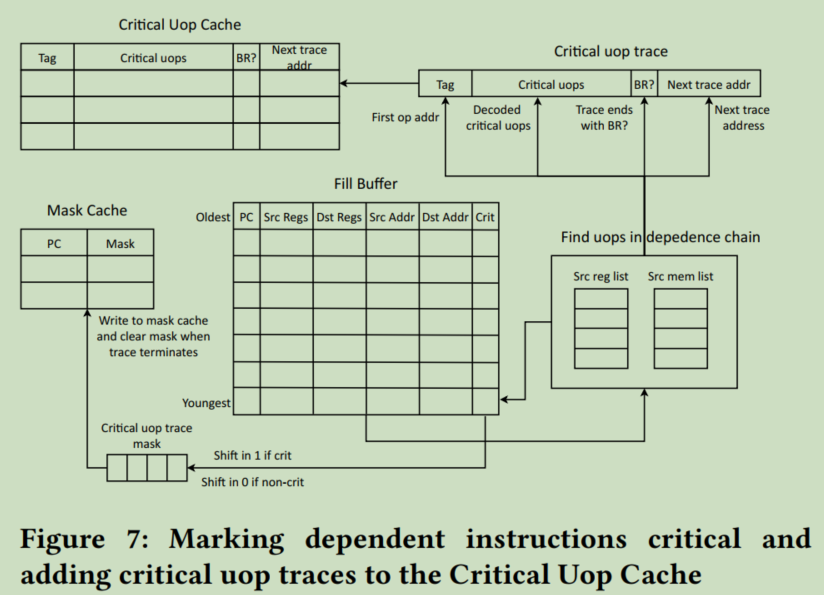 Critical Uop Cache
Tag Critical uops BR? Next trace
addr
Critical uop trace
Tag Critical uops BR? Next trace addr
First op addr
Decoded
critical uops
Trace ends
with BR?
Next trace
address
Fill Buffer
Oldest PC Src Regs Dst Regs Src Addr Dst Addr Crit
Youngest
Mask Cache
PC Mask
Write to mask cache
and clear mask when
trace terminates
Find uops in depedence chain
Src reg list Src mem list
Critical uop trace
mask
Shift in 1 if crit
Shift in 0 if non-crit
Figure 7: Marking dependent instructions critical and
adding critical uop traces to the Critical Uop Cache